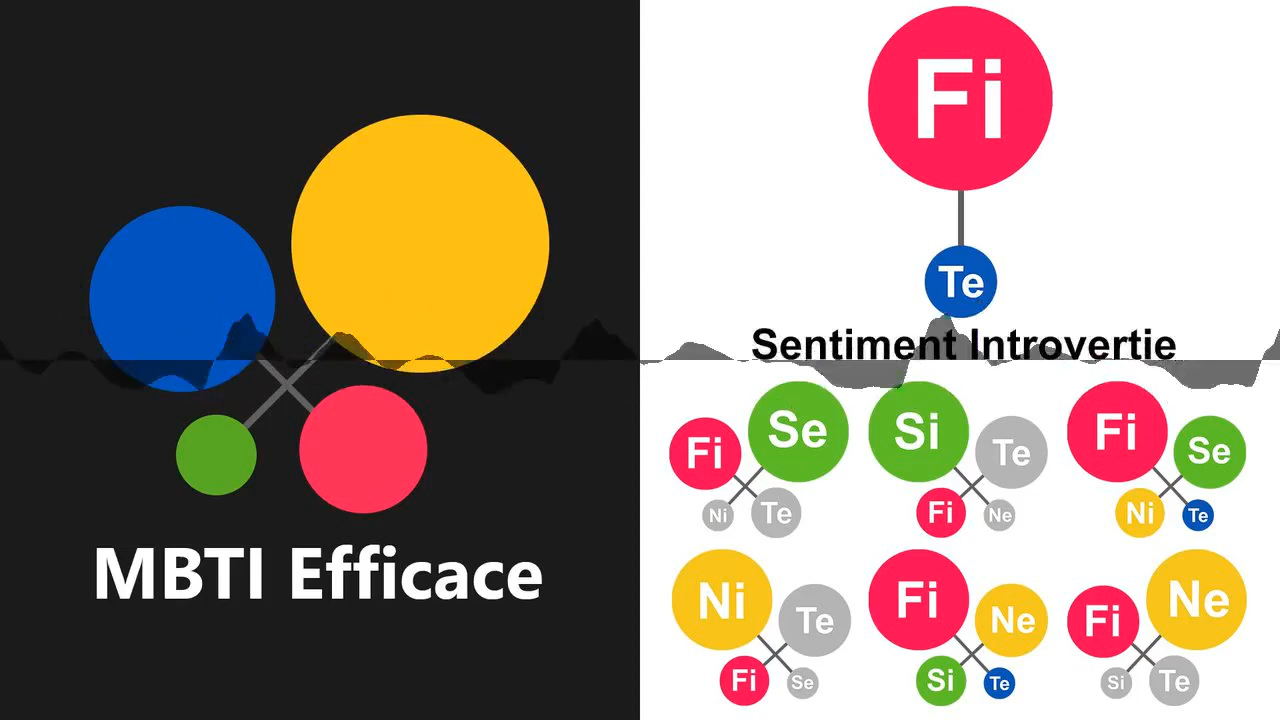 MBTI Efficace
Fi
Te
Sentiment Introvertie
Fi Se Ni Te
Si Te Fi Ne
Fi Se Ni Te
Ni Te Fi Se
Fi Ne Si Te
Fi Ne Si Te